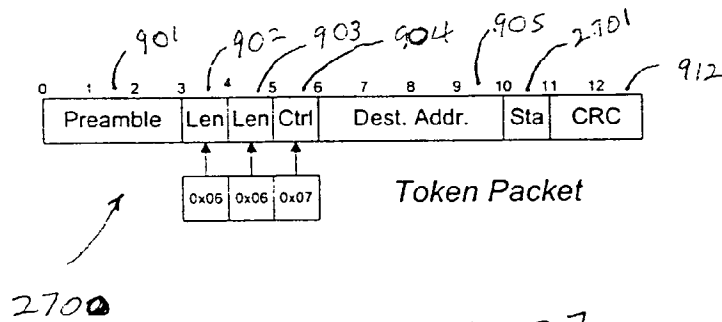 901 902 903 904 905 2701 912
0 1 2 3 4 5 6 7 8 9 10 11 12
Preamble Len Len Ctrl Dest. Addr. Sta CRC
0x06 0x06 0x07
Token Packet
2700